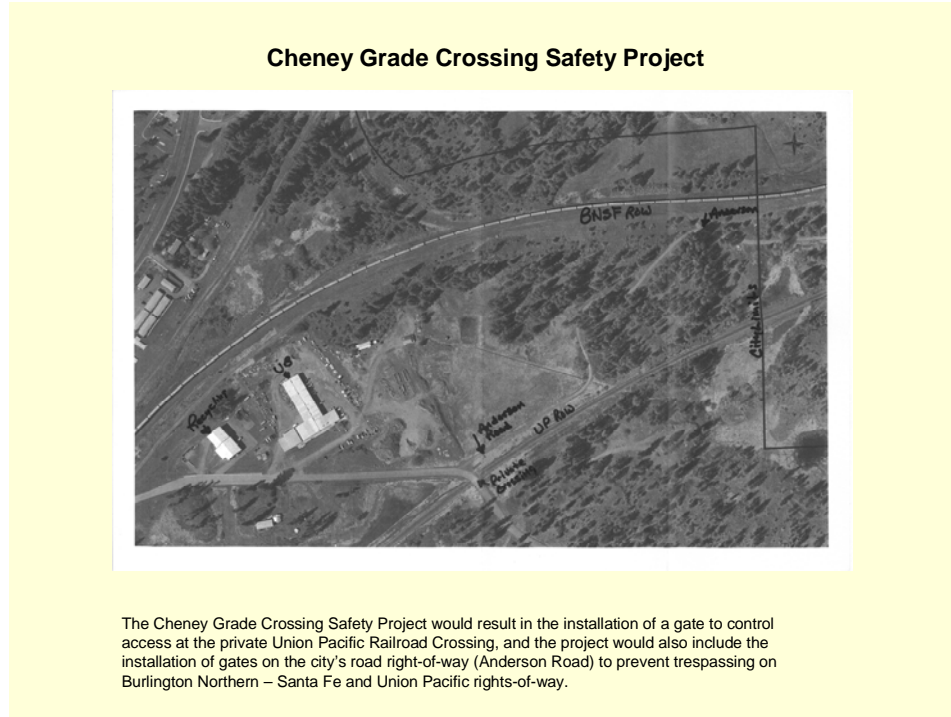 Cheney Grade Crossing Safety Project
BNSF ROW
Anderson
City Limits
UB
Recycling
Anderson
Road
UP ROW
Private
Crossing
The Cheney Grade Crossing Safety Project would result in the installation of a gate to control
access at the private Union Pacific Railroad Crossing, and the project would also include the
installation of gates on the city's road right-of-way (Anderson Road) to prevent trespassing on
Burlington Northern – Santa Fe and Union Pacific rights-of-way.